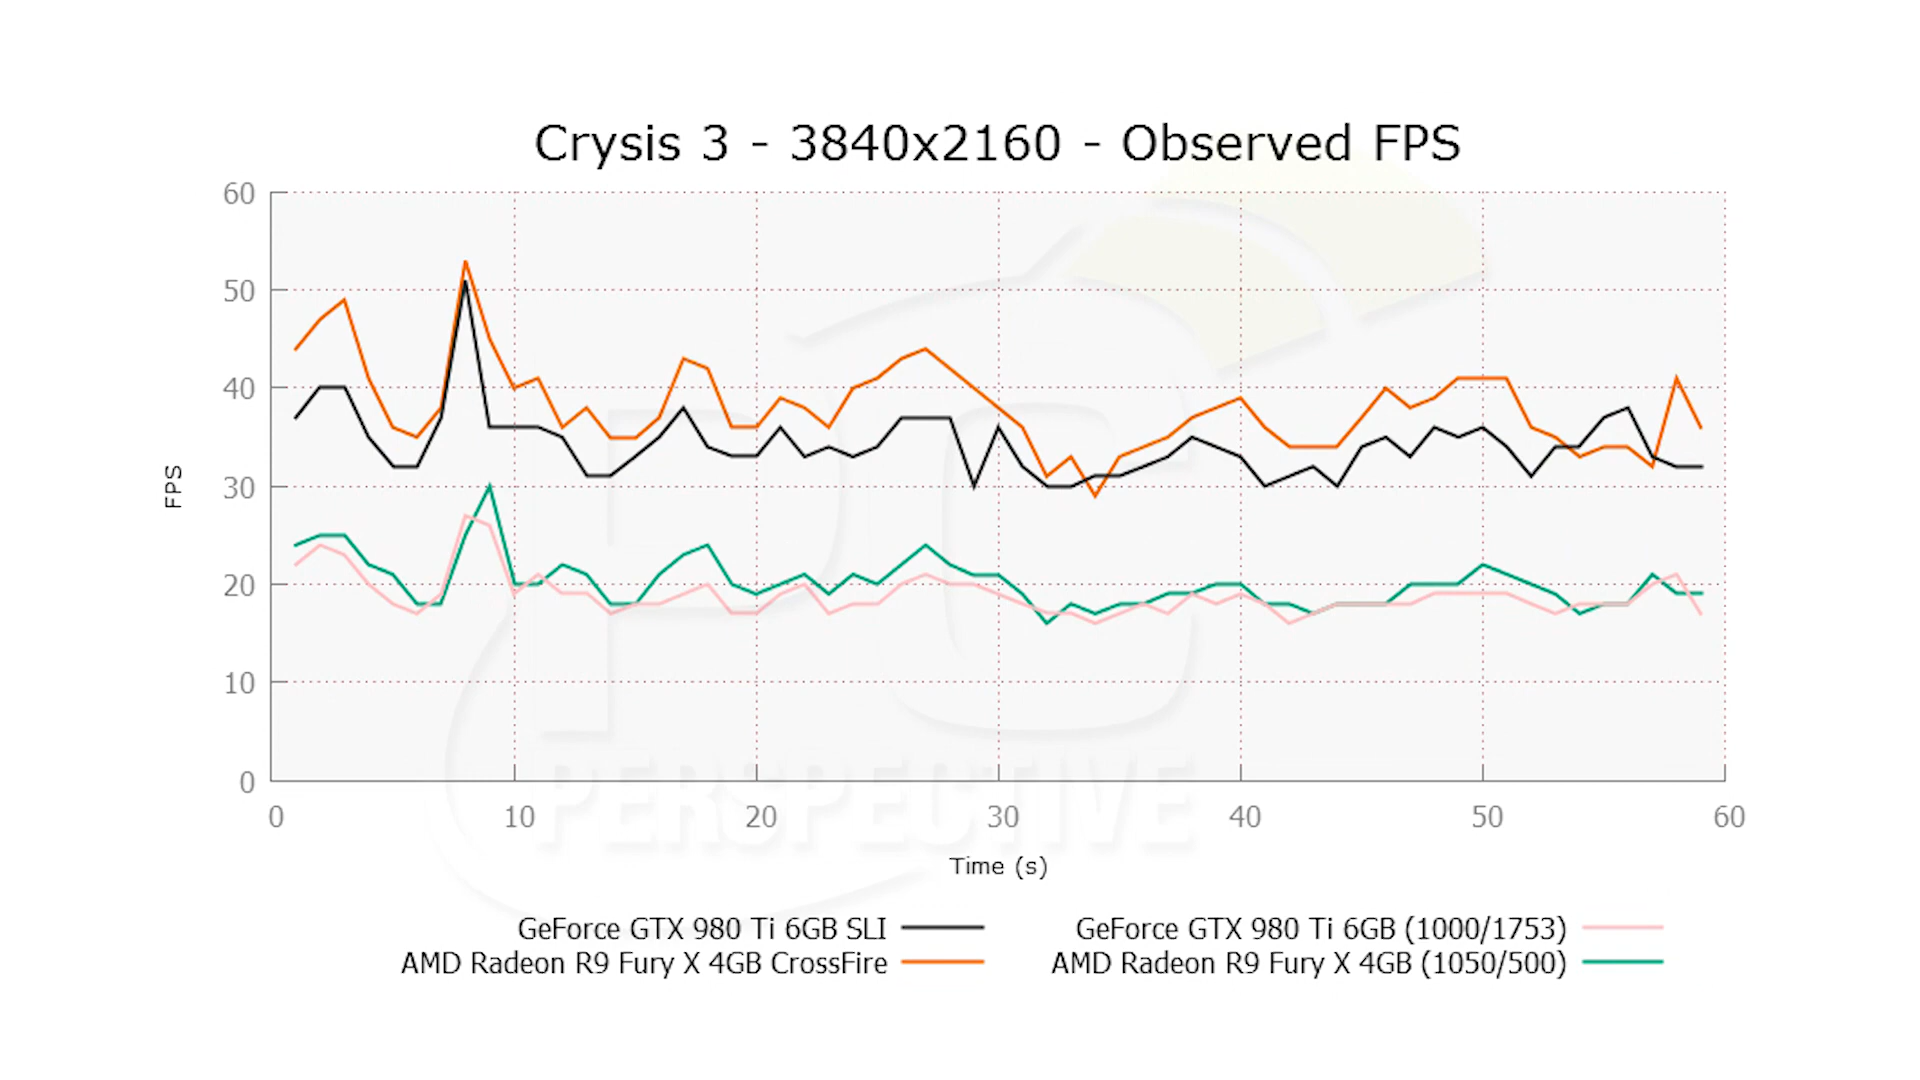 Crysis 3 - 3840x2160 - Observed FPS
60
50
40
30
20
10
0
FPS
0 10 20 30 40 50 60
Time (s)
PC
PERSPECTIVE
GeForce GTX 980 Ti 6GB SLI
AMD Radeon R9 Fury X 4GB CrossFire
GeForce GTX 980 Ti 6GB (1000/1753)
AMD Radeon R9 Fury X 4GB (1050/500)